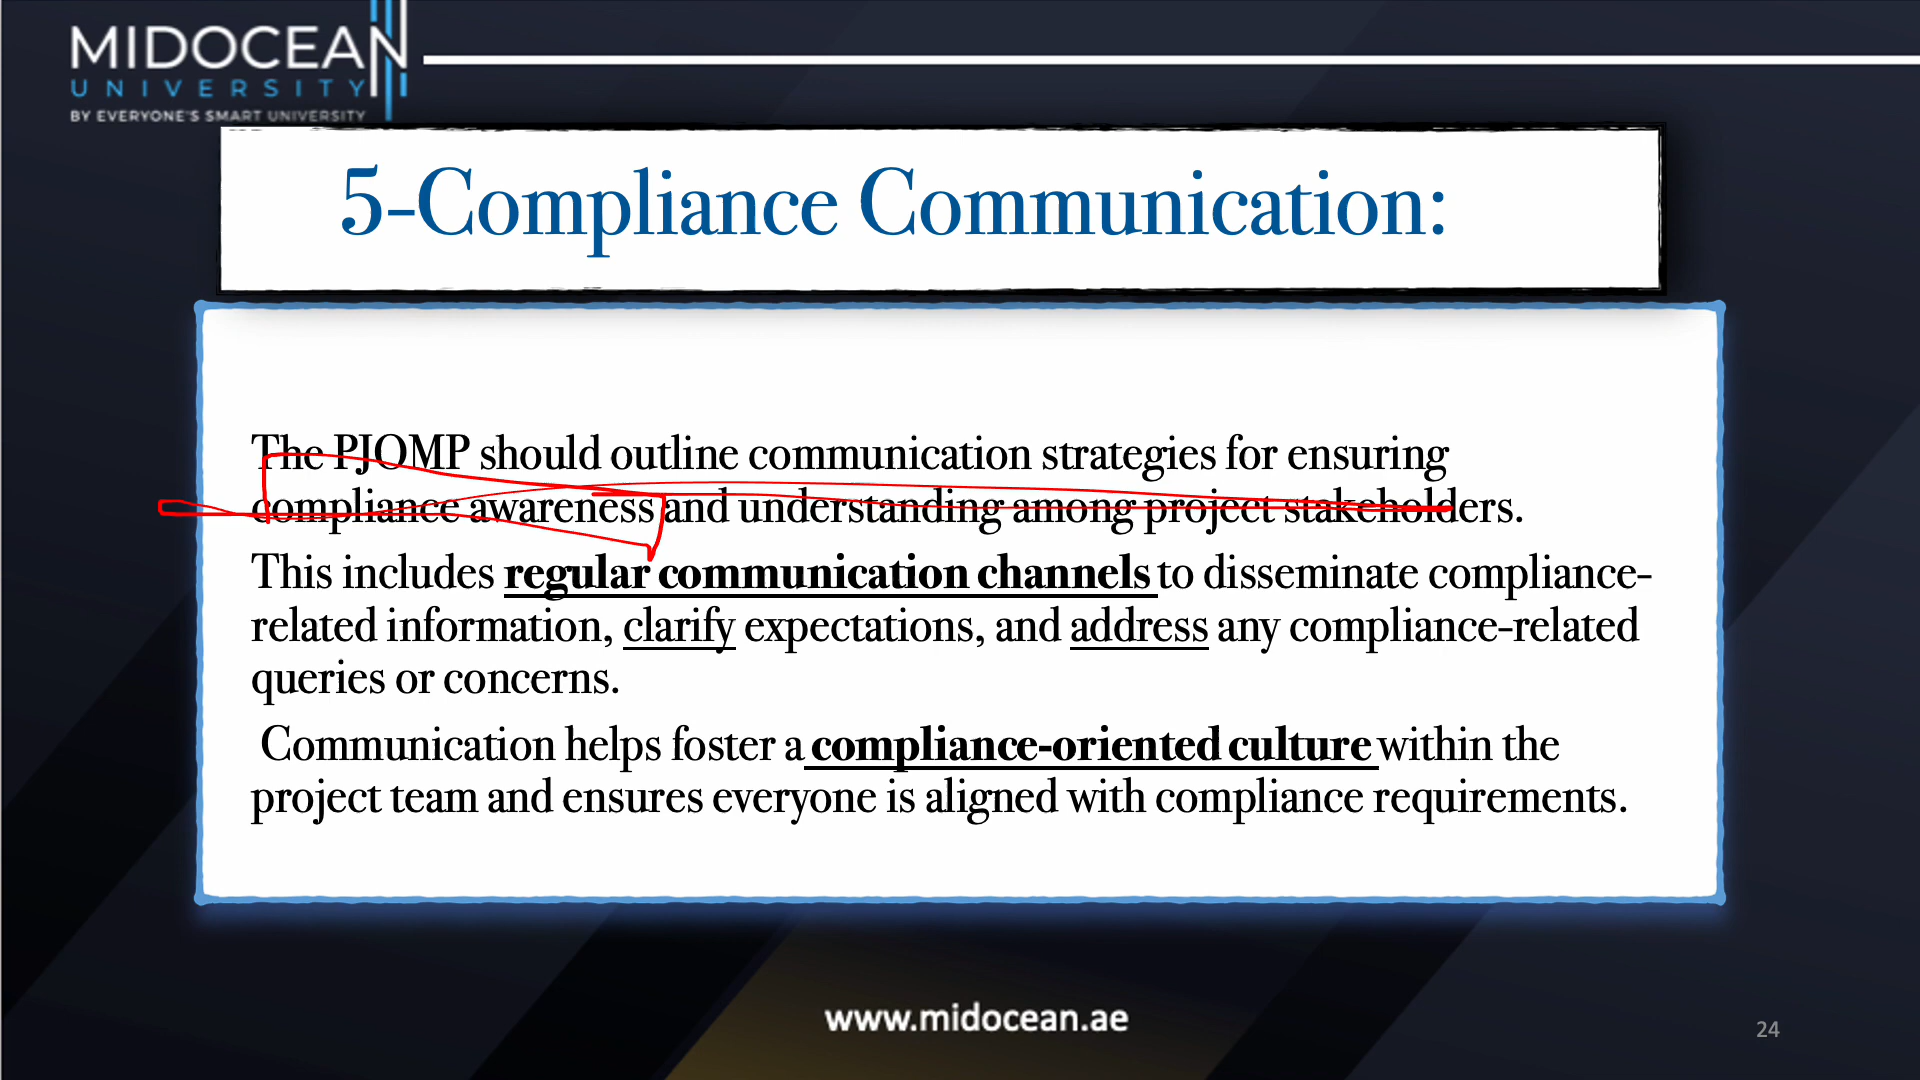 MIDOCEAN
UNIVERSITY
BY EVERYONE'S SMART UNIVERSITY
5-Compliance Communication:
The PJOMP should outline communication strategies for ensuring
compliance awareness and understanding among project stakeholders.
This includes regular communication channels to disseminate compliance-
related information, clarify expectations, and address any compliance-related
queries or concerns.
Communication helps foster a compliance-oriented culture within the
project team and ensures everyone is aligned with compliance requirements.
www.midocean.ae
24